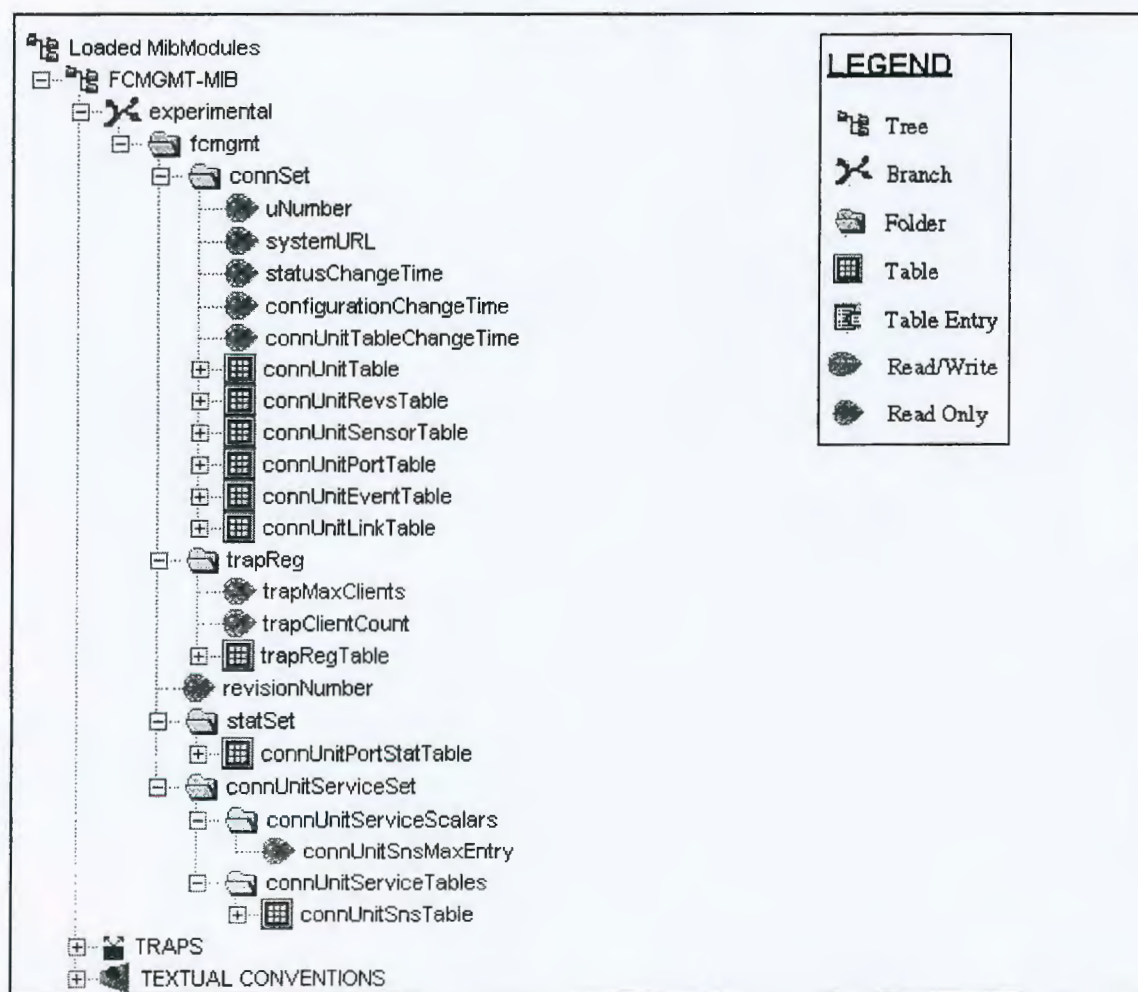 Loaded MibModules
FCMGMT-MIB
experimental
fcmgmt
connSet
uNumber
systemURL
statusChangeTime
configurationChangeTime
connUnitTableChangeTime
connUnitTable
connUnitRevsTable
connUnitSensorTable
connUnitPortTable
connUnitEventTable
connUnitLinkTable
trapReg
trapMaxClients
trapClientCount
trapRegTable
revisionNumber
statSet
connUnitPortStatTable
connUnitServiceSet
connUnitServiceScalars
connUnitSnsMaxEntry
connUnitServiceTables
connUnitSnsTable
TRAPS
TEXTUAL CONVENTIONS
LEGEND
Tree
Branch
Folder
Table
Table Entry
Read/Write
Read Only